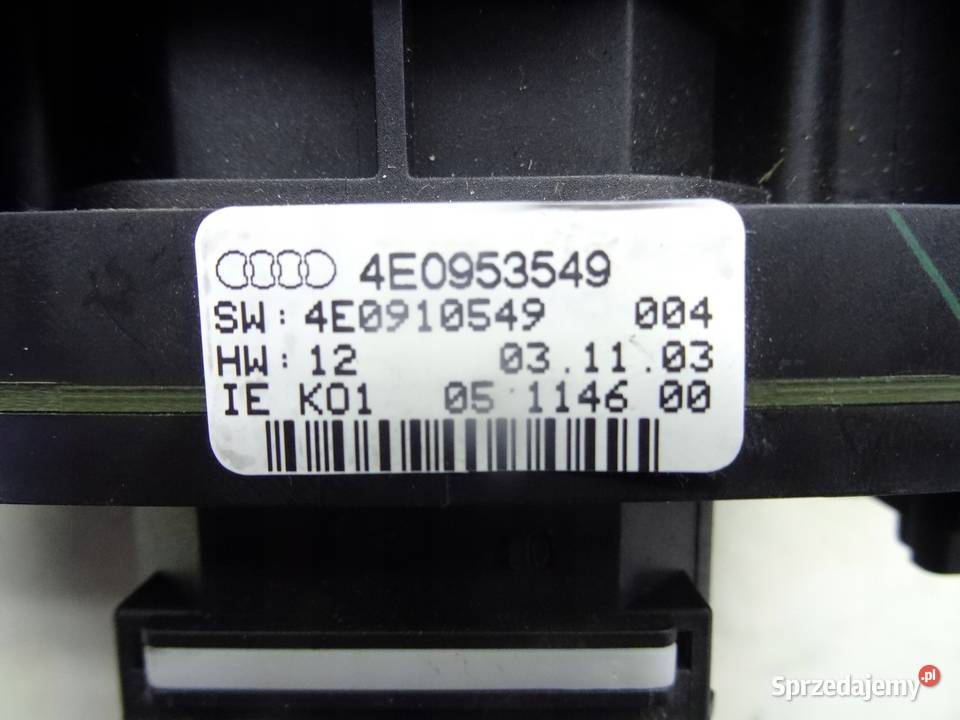 4E0953549
SW: 4E0910549 004
HW: 12 03.11.03
IE K01 05 1146 00
Sprzedajemy.pl